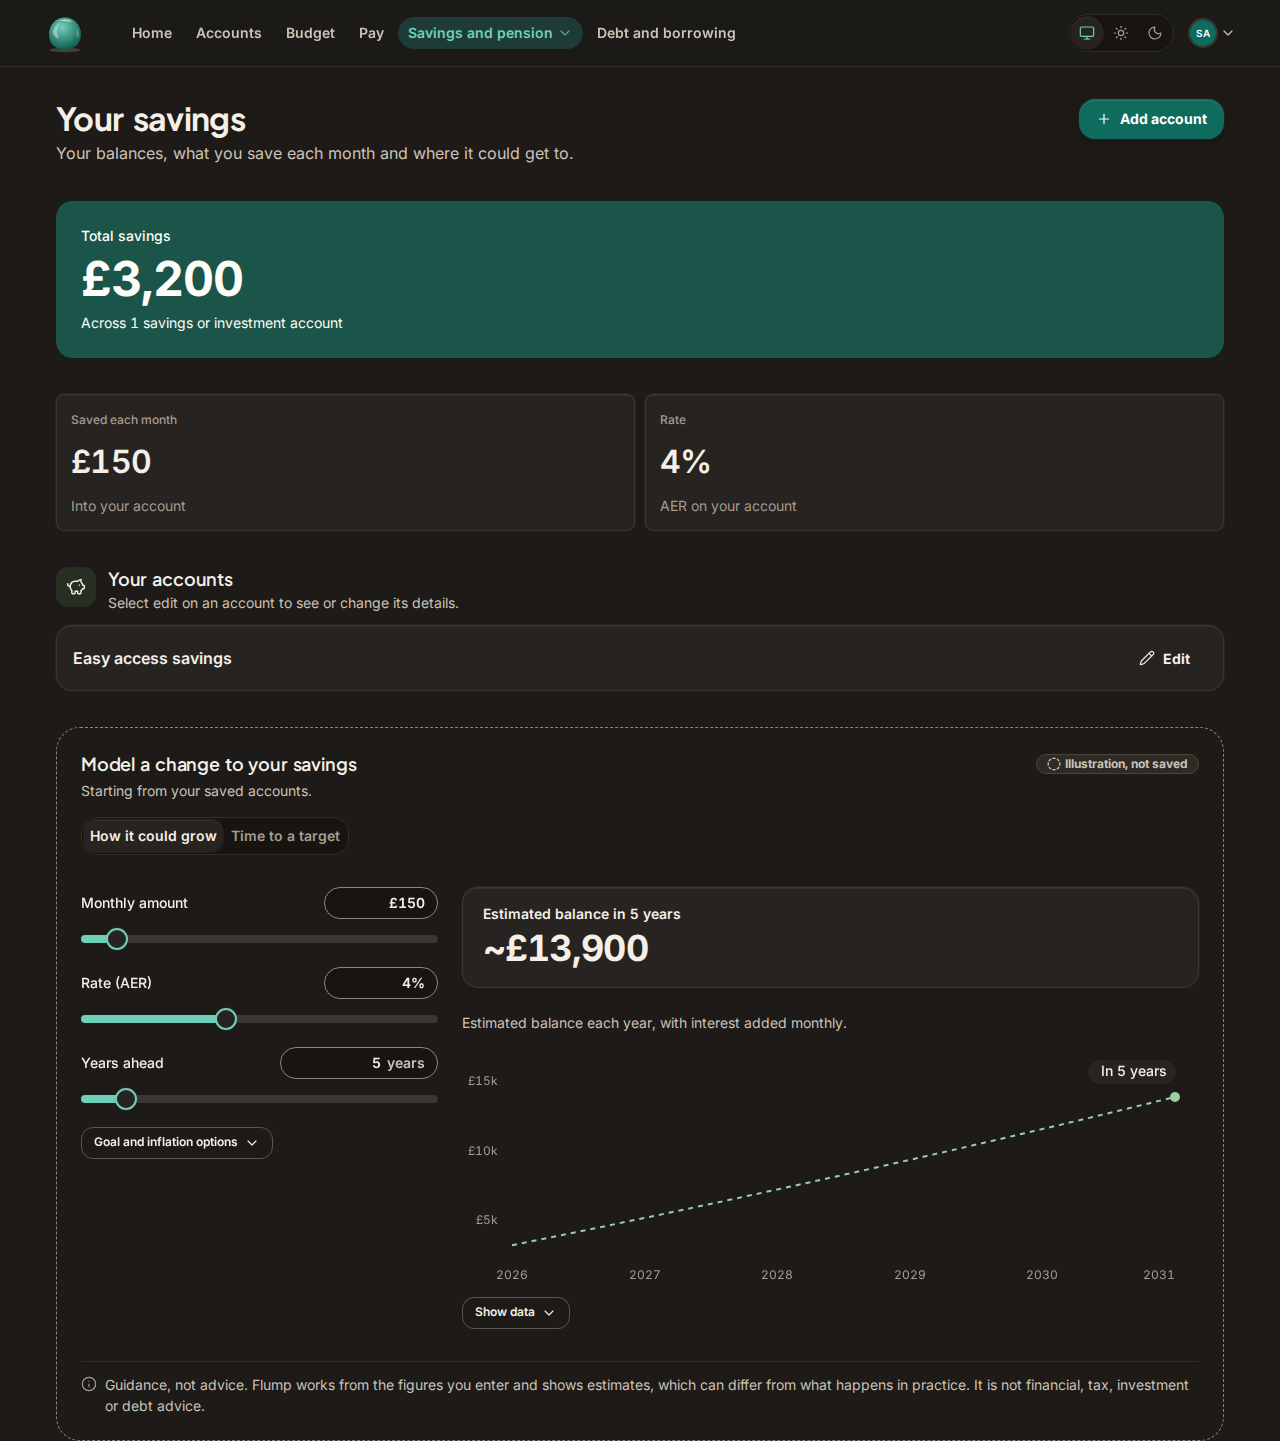 Home Accounts Budget Pay Savings and pension Debt and borrowing SA
Your savings
Add account
Your balances, what you save each month and where it could get to.
Total savings
£3,200
Across 1 savings or investment account
Saved each month
£150
Into your account
Rate
4%
AER on your account
Your accounts
Select edit on an account to see or change its details.
Easy access savings
Edit
Model a change to your savings
Illustration, not saved
Starting from your saved accounts.
How it could grow Time to a target
Monthly amount £150
Rate (AER) 4%
Years ahead 5 years
Goal and inflation options
Estimated balance in 5 years
~£13,900
Estimated balance each year, with interest added monthly.
In 5 years
£15k
£10k
£5k
2026 2027 2028 2029 2030 2031
Show data
Guidance, not advice. Flump works from the figures you enter and shows estimates, which can differ from what happens in practice. It is not financial, tax, investment
or debt advice.